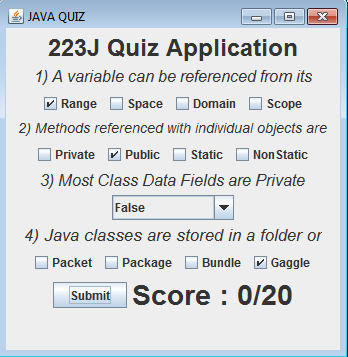 JAVA QUIZ
223J Quiz Application
1) A variable can be referenced from its
Range Space Domain Scope
2) Methods referenced with individual objects are
Private Public Static NonStatic
3) Most Class Data Fields are Private
False
4) Java classes are stored in a folder or
Packet Package Bundle Gaggle
Submit Score : 0/20